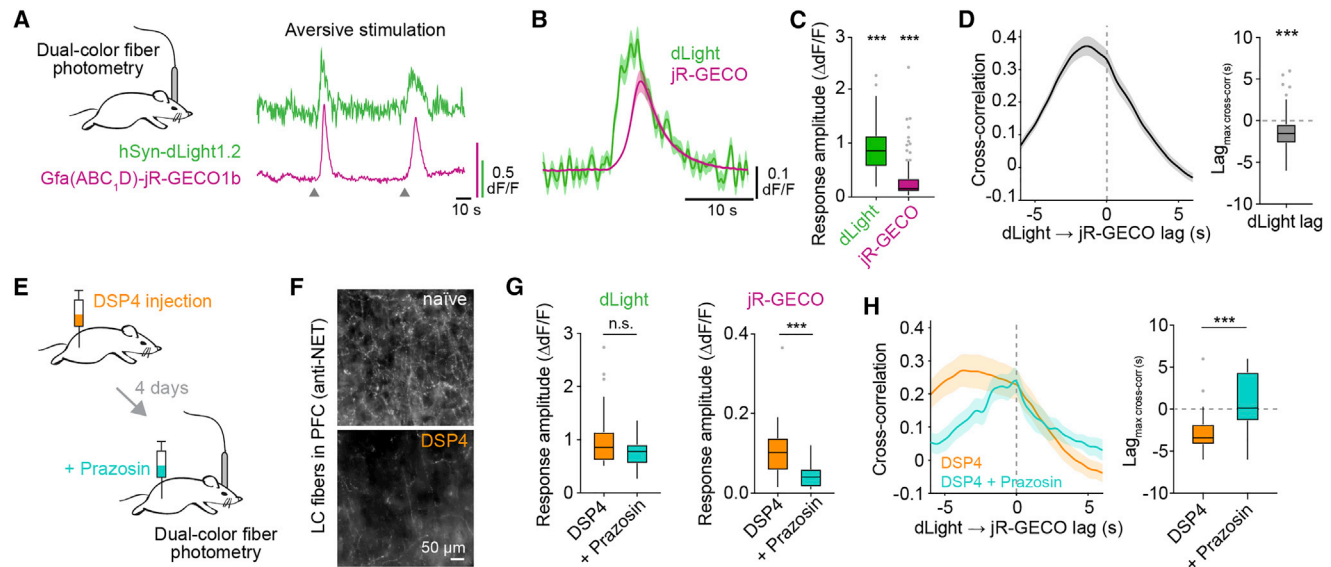 A
Dual-color fiber
photometry
hSyn-dLight1.2
Gfa(ABC₁D)-jR-GECO1b
Aversive stimulation
0.5
dF/F
10 s
B
dLight
jR-GECO
0.1
dF/F
10 s
C
Response amplitude (ΔdF/F)
3
2
1
0
*** ***
dLight
jR-GECO
D
Cross-correlation
0.4
0.3
0.2
0.1
0
-0.1
-5 0 5
dLight → jR-GECO lag (s)
Lag max cross-corr (s)
10
5
0
-5
-10
***
dLight lag
E
DSP4 injection
4 days
+ Prazosin
Dual-color fiber
photometry
F
LC fibers in PFC (anti-NET)
naïve
DSP4
50 µm
G
dLight
Response amplitude (ΔdF/F)
3
2
1
0
n.s.
DSP4
+ Prazosin
jR-GECO
Response amplitude (ΔdF/F)
0.4
0.2
0.0
***
DSP4
+ Prazosin
H
Cross-correlation
0.4
0.3
0.2
0.1
0
-0.1
DSP4
DSP4 + Prazosin
-5 0 5
dLight → jR-GECO lag (s)
Lag max cross-corr (s)
10
5
0
-5
-10
***
DSP4
+ Prazosin